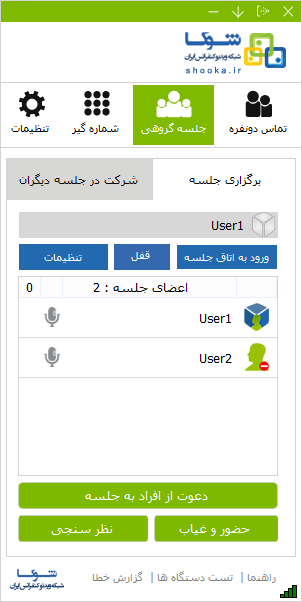 شوکا
شبکه ویدئو کنفرانس ایران
shooka.ir
تماس دونفره
جلسه گروهی
شماره گیر
تنظیمات
برگزاری جلسه
شرکت در جلسه دیگران
User1
ورود به اتاق جلسه
قفل
تنظیمات
اعضای جلسه : 2
0
User1
User2
دعوت از افراد به جلسه
حضور و غیاب
نظر سنجی
راهنما | تست دستگاه ها | گزارش خطا
شوکا
شبکه ویدئو کنفرانس ایران